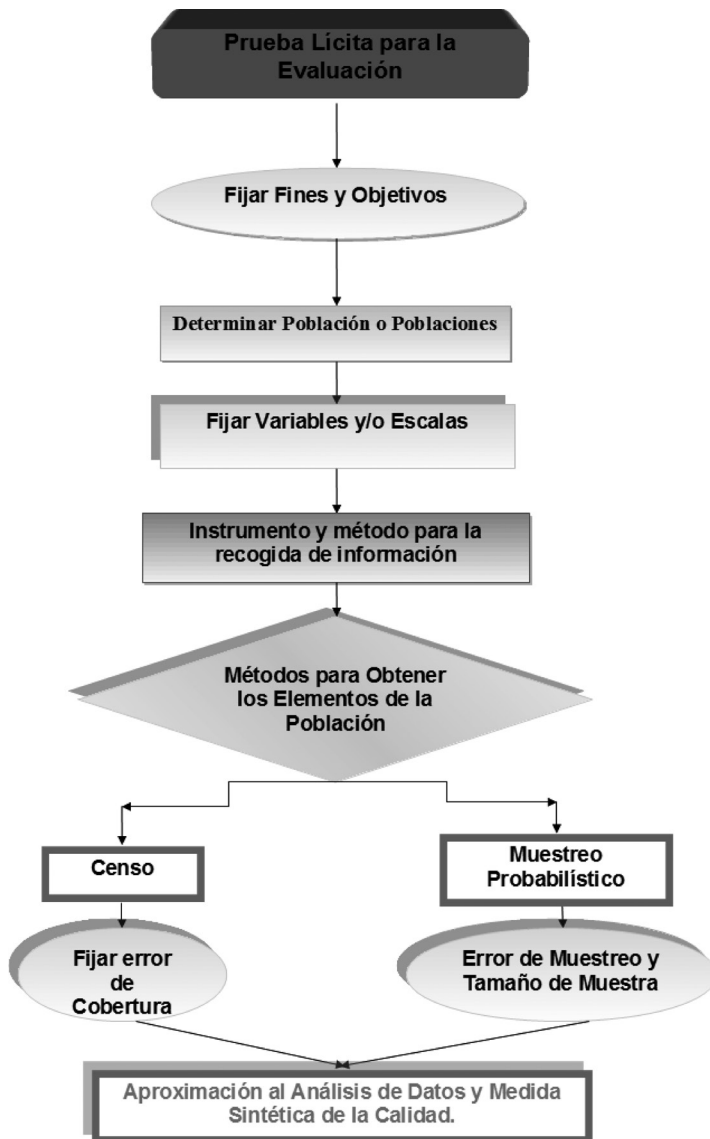 Prueba Lícita para la
Evaluación
Fijar Fines y Objetivos
Determinar Población o Poblaciones
Fijar Variables y/o Escalas
Instrumento y método para la
recogida de información
Métodos para Obtener
los Elementos de la
Población
Censo
Muestreo
Probabilístico
Fijar error
de
Cobertura
Error de Muestreo y
Tamaño de Muestra
Aproximación al Análisis de Datos y Medida
Sintética de la Calidad.